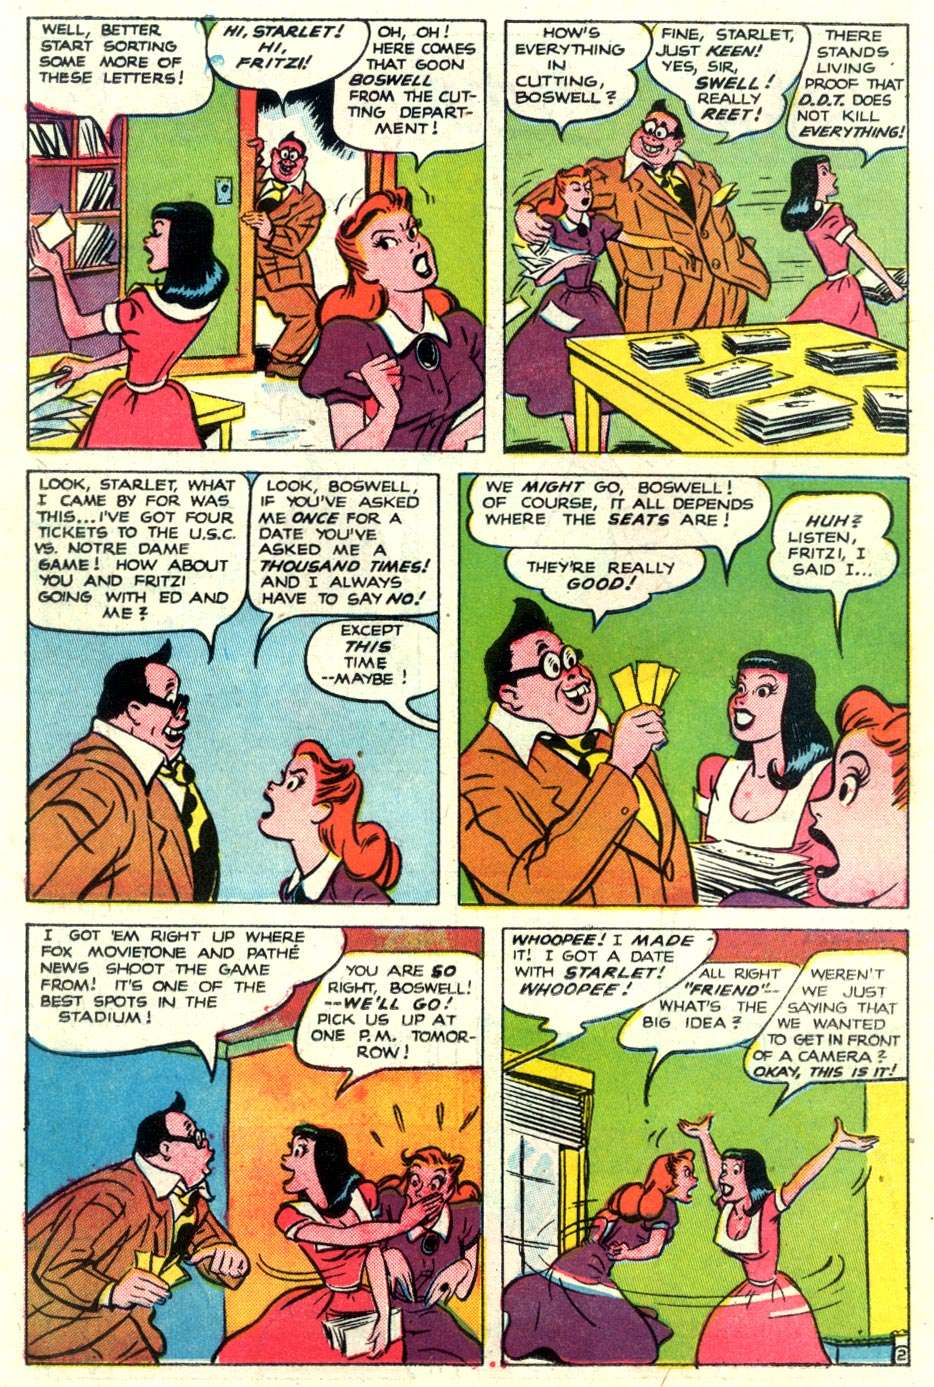 WELL, BETTER
START SORTING
SOME MORE OF
THESE LETTERS!
HI, STARLET!
HI,
FRITZI!
OH, OH!
HERE COMES
THAT GOON
BOSWELL
FROM THE CUT-
TING DEPART-
MENT!
HOW'S
EVERYTHING
IN
CUTTING,
BOSWELL?
FINE, STARLET,
JUST KEEN!
YES, SIR,
SWELL!
REALLY
REET!
THERE
STANDS
LIVING
PROOF THAT
D.D.T. DOES
NOT KILL
EVERYTHING!
LOOK, STARLET, WHAT
I CAME BY FOR WAS
THIS...I'VE GOT FOUR
TICKETS TO THE U.S.C.
VS. NOTRE DAME
GAME! HOW ABOUT
YOU AND FRITZI
GOING WITH ED AND
ME?
LOOK, BOSWELL,
IF YOU'VE ASKED
ME ONCE FOR A
DATE YOU'VE
ASKED ME A
THOUSAND TIMES!
AND I ALWAYS
HAVE TO SAY NO!
EXCEPT
THIS
TIME
--MAYBE!
WE MIGHT GO, BOSWELL!
OF COURSE, IT ALL DEPENDS
WHERE THE SEATS ARE!
THEY'RE REALLY
GOOD!
HUH?
LISTEN,
FRITZI, I
SAID I...
I GOT 'EM RIGHT UP WHERE
FOX MOVIETONE AND PATHÉ
NEWS SHOOT THE GAME
FROM! IT'S ONE OF THE
BEST SPOTS IN THE
STADIUM!
YOU ARE SO
RIGHT, BOSWELL!
--WE'LL GO!
PICK US UP AT
ONE P.M. TOMOR-
ROW!
WHOOPEE! I MADE
IT! I GOT A DATE
WITH STARLET!
WHOOPEE!
ALL RIGHT
"FRIEND"--
WHAT'S THE
BIG IDEA?
WEREN'T
WE JUST
SAYING THAT
WE WANTED
TO GET IN FRONT
OF A CAMERA?
OKAY, THIS IS IT!
2